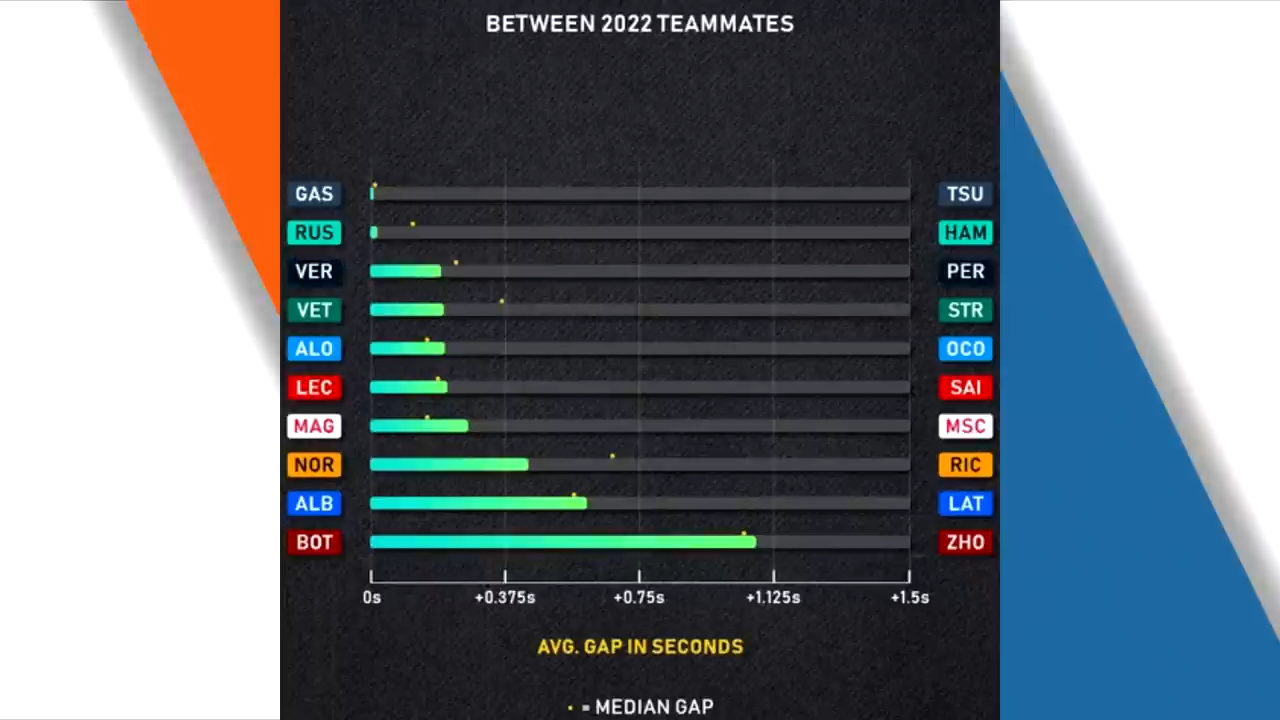 BETWEEN 2022 TEAMMATES
GAS TSU
RUS HAM
VER PER
VET STR
ALO OCO
LEC SAI
MAG MSC
NOR RIC
ALB LAT
BOT ZHO
0s +0.375s +0.75s +1.125s +1.5s
AVG. GAP IN SECONDS
= MEDIAN GAP